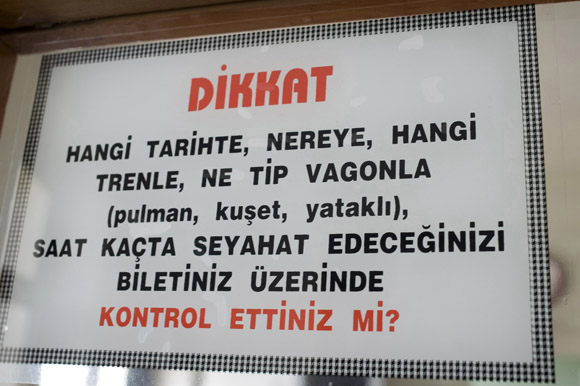 DİKKAT
HANGİ TARİHTE, NEREYE, HANGİ
TRENLE, NE TİP VAGONLA
(pulman, kuşet, yataklı),
SAAT KAÇTA SEYAHAT EDECEĞİNİZİ
BİLETİNİZ ÜZERİNDE
KONTROL ETTİNİZ Mİ?